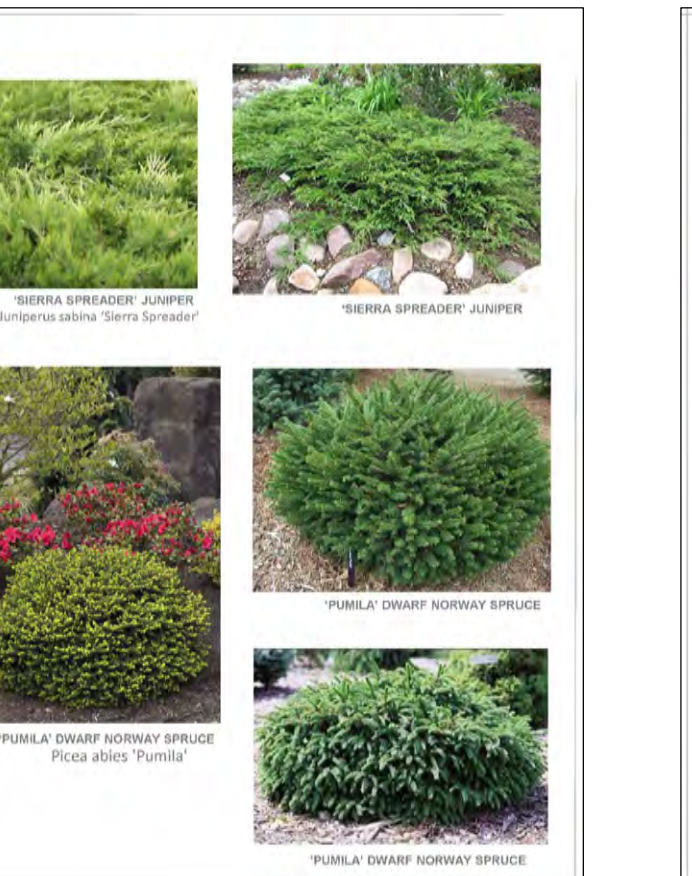 'SIERRA SPREADER' JUNIPER
Juniperus sabina 'Sierra Spreader'
'SIERRA SPREADER' JUNIPER
'PUMILA' DWARF NORWAY SPRUCE
'PUMILA' DWARF NORWAY SPRUCE
Picea abies 'Pumila'
'PUMILA' DWARF NORWAY SPRUCE